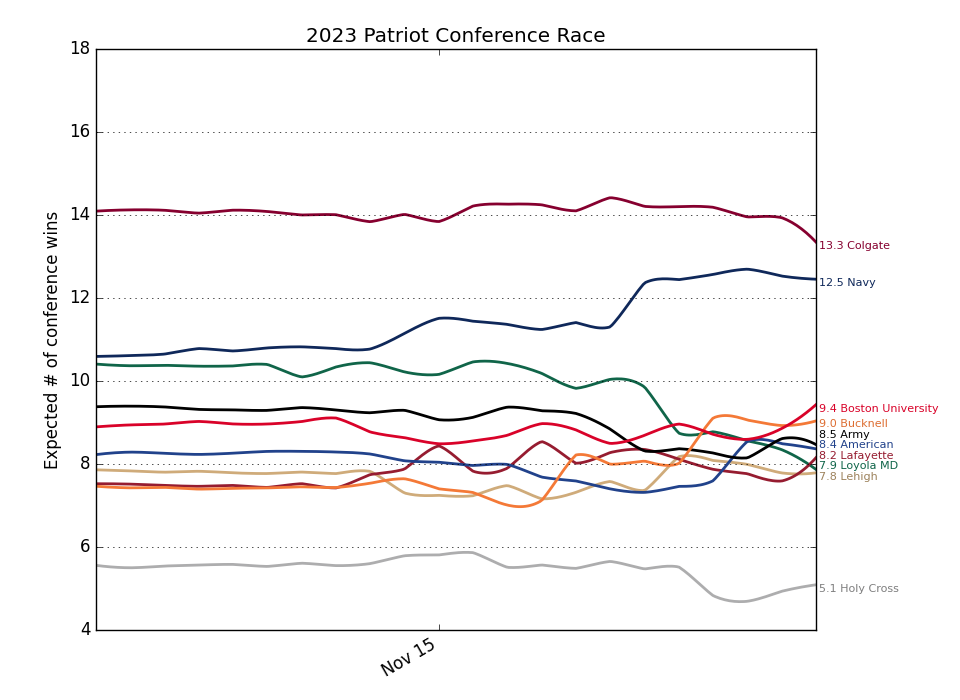 2023 Patriot Conference Race
Expected # of conference wins
18
16
14
12
10
8
6
4
Nov 15
13.3 Colgate
12.5 Navy
9.4 Boston University
9.0 Bucknell
8.5 Army
8.4 American
8.2 Lafayette
7.9 Loyola MD
7.8 Lehigh
5.1 Holy Cross